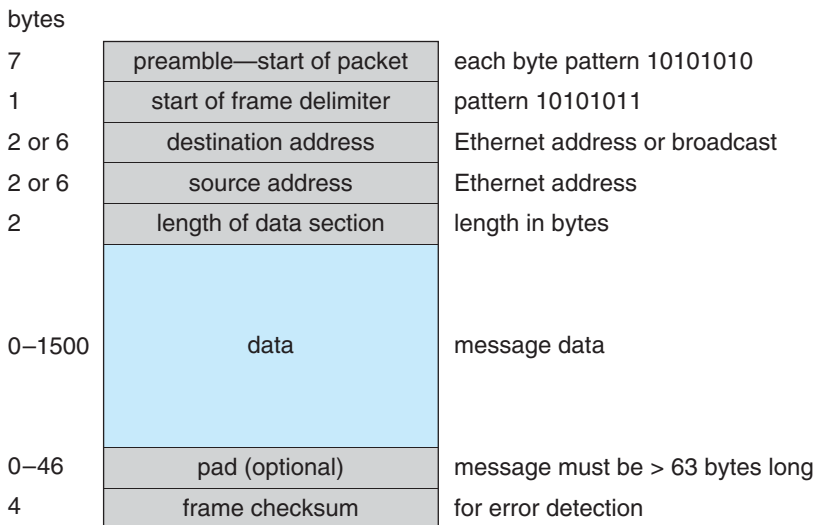 bytes
7 preamble—start of packet each byte pattern 10101010
1 start of frame delimiter pattern 10101011
2 or 6 destination address Ethernet address or broadcast
2 or 6 source address Ethernet address
2 length of data section length in bytes
0–1500 data message data
0–46 pad (optional) message must be > 63 bytes long
4 frame checksum for error detection